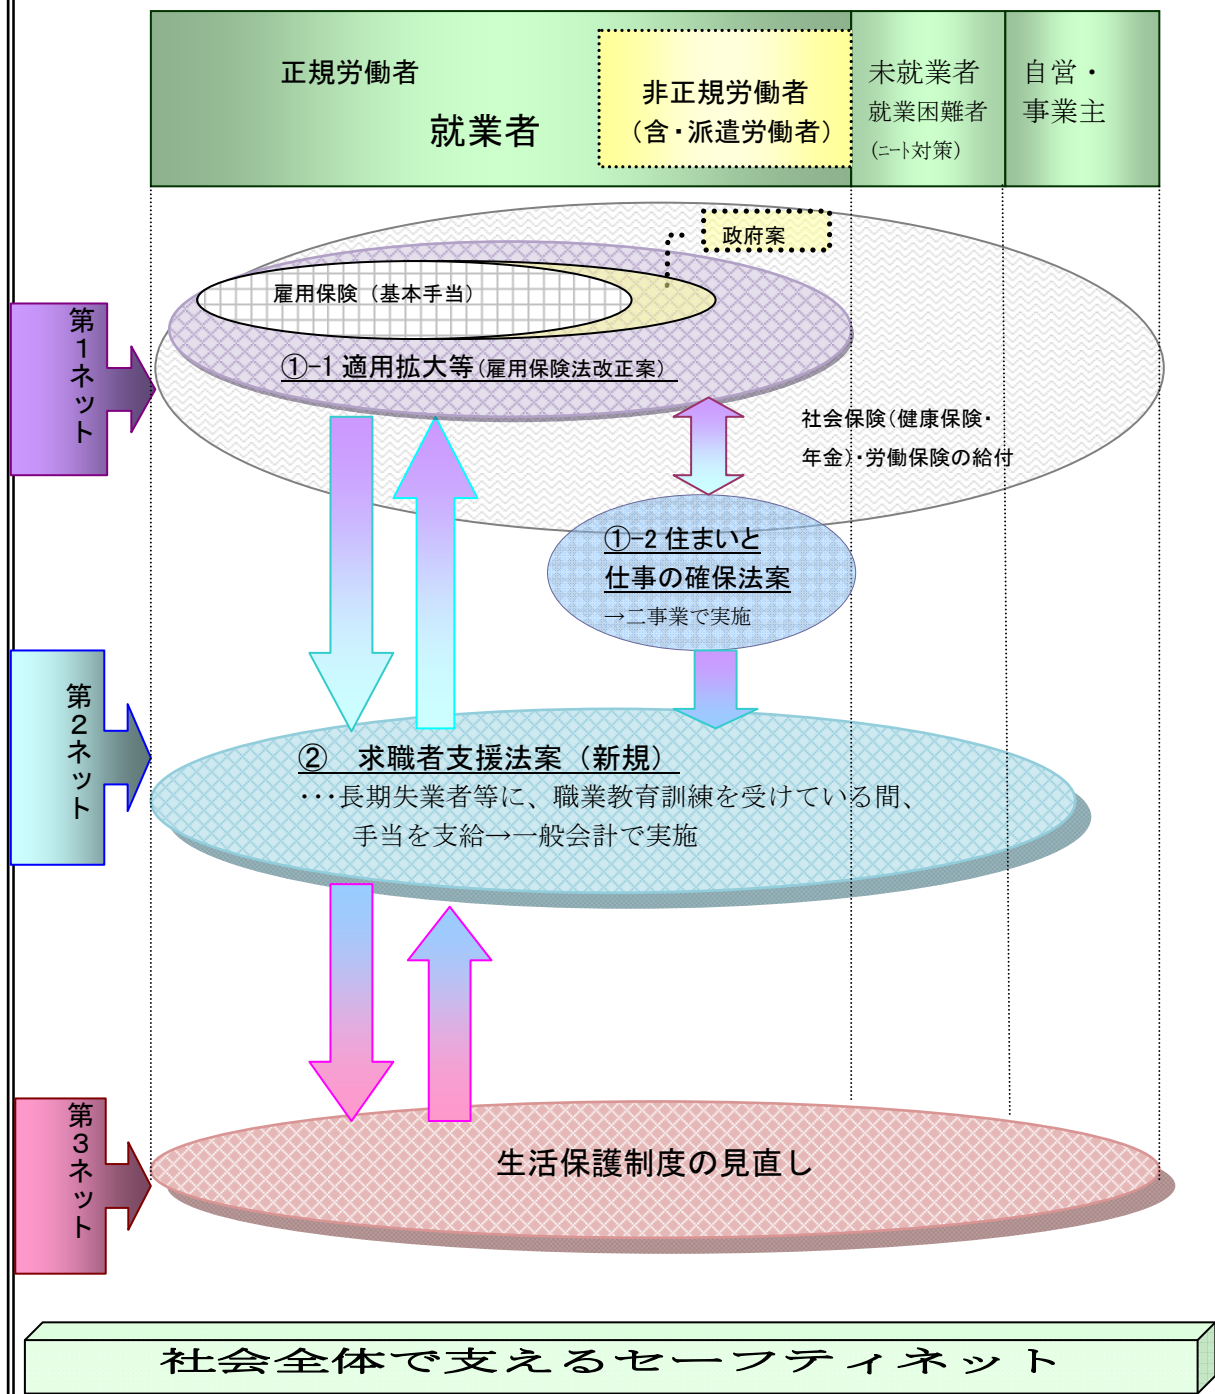 正規労働者
就業者
非正規労働者
（含・派遣労働者）
未就業者
就業困難者
(ﾆｰﾄ対策)
自営・
事業主
政府案
雇用保険（基本手当）
①-1 適用拡大等(雇用保険法改正案)
第１ネット
社会保険(健康保険・
年金)・労働保険の給付
①-2 住まいと
仕事の確保法案
→二事業で実施
第２ネット
② 求職者支援法案（新規）
・・・長期失業者等に、職業教育訓練を受けている間、
手当を支給→一般会計で実施
第３ネット
生活保護制度の見直し
社会全体で支えるセーフティネット